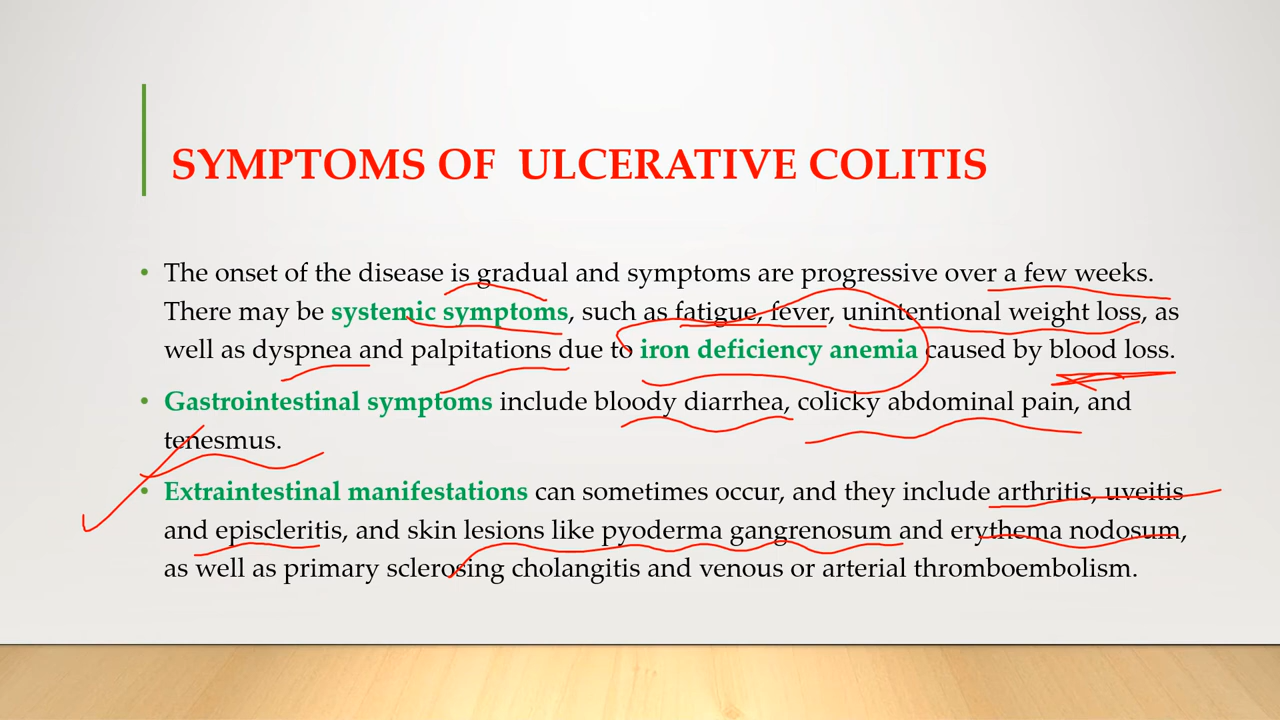 SYMPTOMS OF ULCERATIVE COLITIS
• The onset of the disease is gradual and symptoms are progressive over a few weeks.
There may be systemic symptoms, such as fatigue, fever, unintentional weight loss, as
well as dyspnea and palpitations due to iron deficiency anemia caused by blood loss.
• Gastrointestinal symptoms include bloody diarrhea, colicky abdominal pain, and
tenesmus.
• Extraintestinal manifestations can sometimes occur, and they include arthritis, uveitis
and episcleritis, and skin lesions like pyoderma gangrenosum and erythema nodosum,
as well as primary sclerosing cholangitis and venous or arterial thromboembolism.